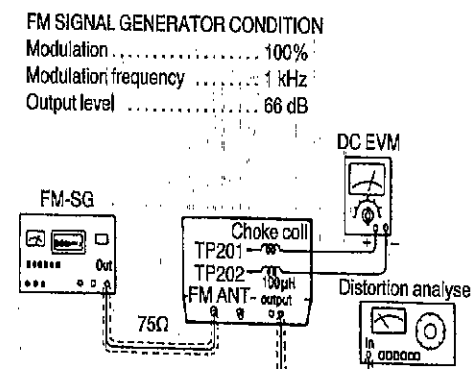 FM SIGNAL GENERATOR CONDITION
Modulation .............. 100%
Modulation frequency ....... 1 kHz
Output level ............ 66 dB
DC EVM
FM-SG
Out
Choke coil
TP201
TP202
100μH
FM ANT
output
75Ω
Distortion analyse
In